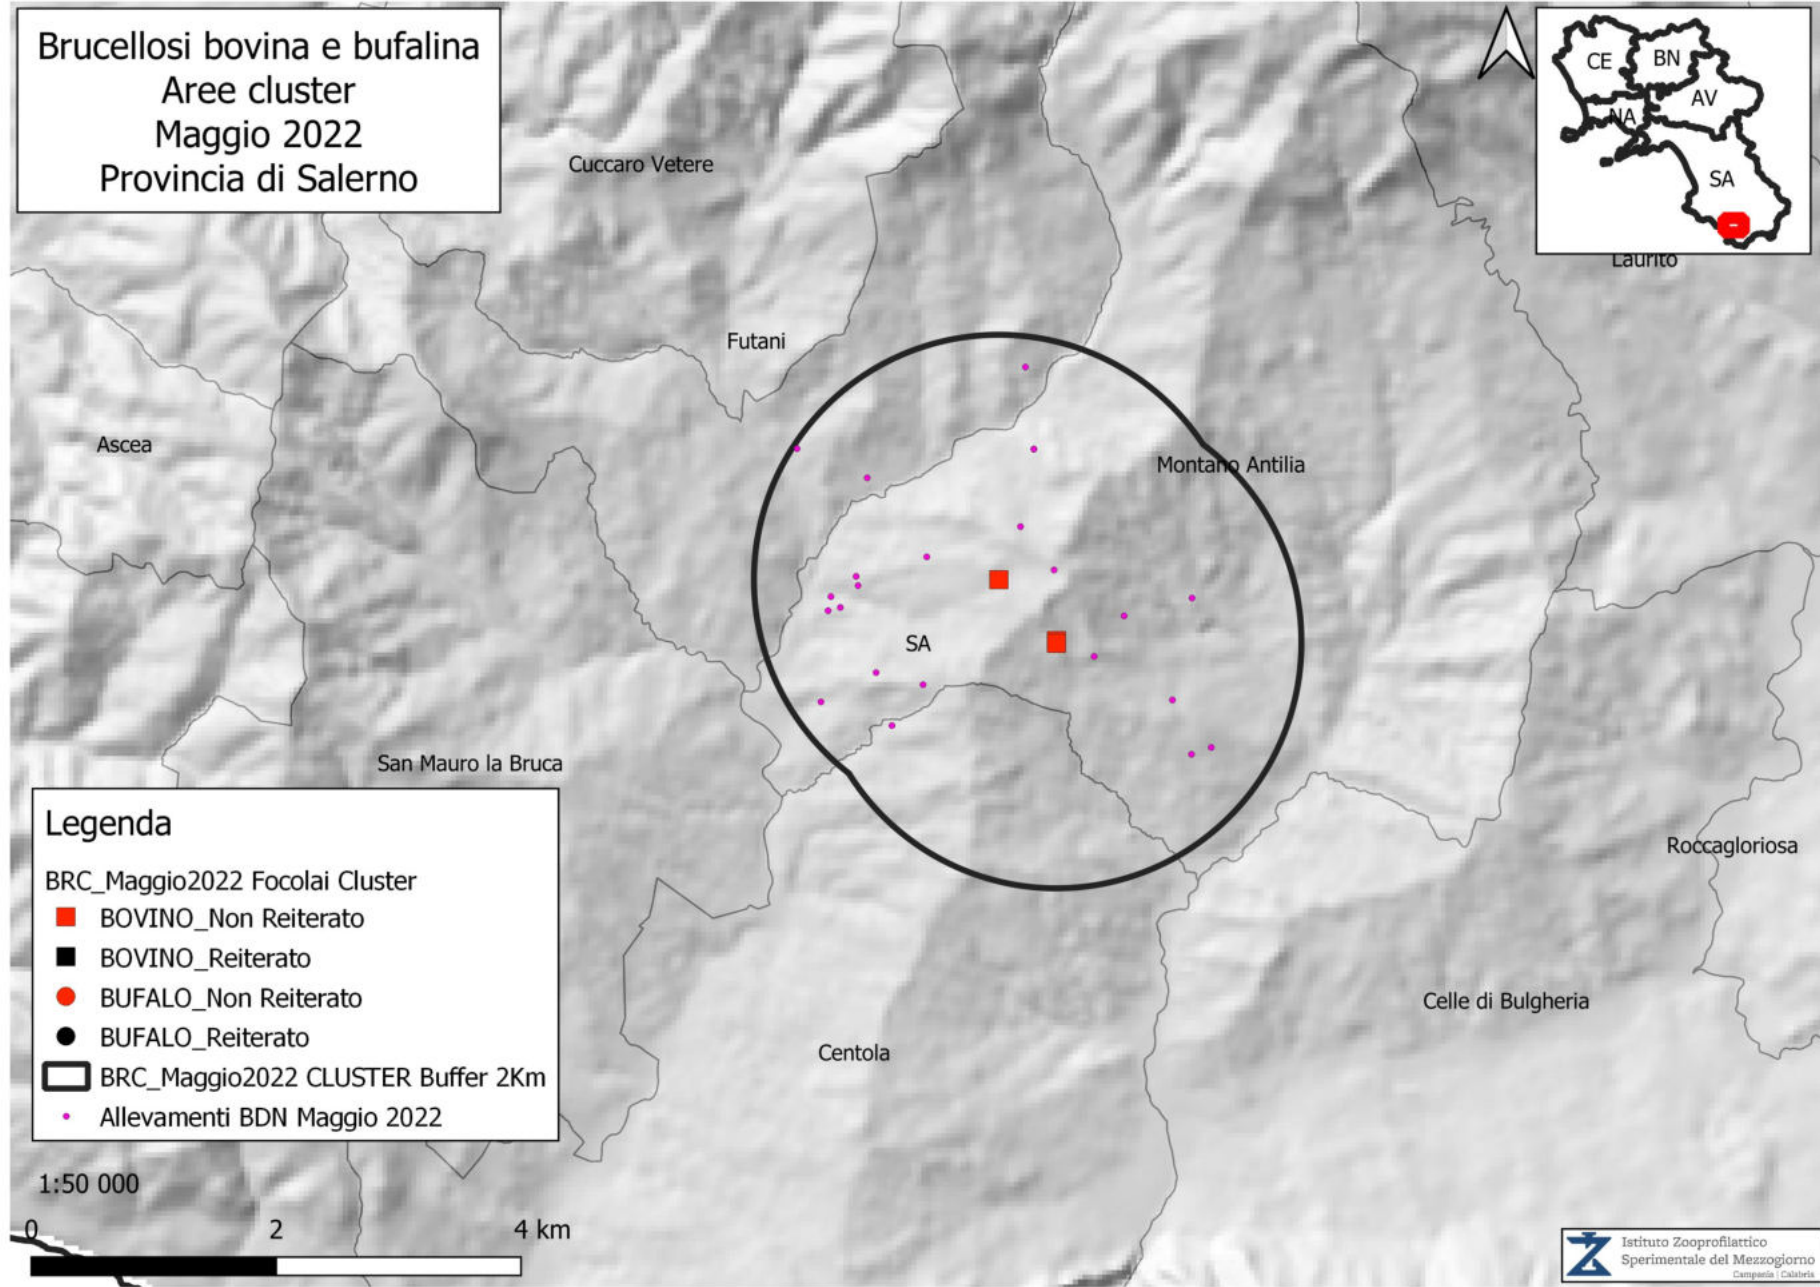 Brucellosi bovina e bufalina
Aree cluster
Maggio 2022
Provincia di Salerno
CE
BN
AV
NA
SA
Laurito
Cuccaro Vetere
Futani
Ascea
Montano Antilia
SA
San Mauro la Bruca
Roccagloriosa
Celle di Bulgheria
Centola
Legenda
BRC_Maggio2022 Focolai Cluster
BOVINO_Non Reiterato
BOVINO_Reiterato
BUFALO_Non Reiterato
BUFALO_Reiterato
BRC_Maggio2022 CLUSTER Buffer 2Km
Allevamenti BDN Maggio 2022
1:50 000
0 2 4 km
Istituto Zooprofilattico
Sperimentale del Mezzogiorno
Campania | Calabria